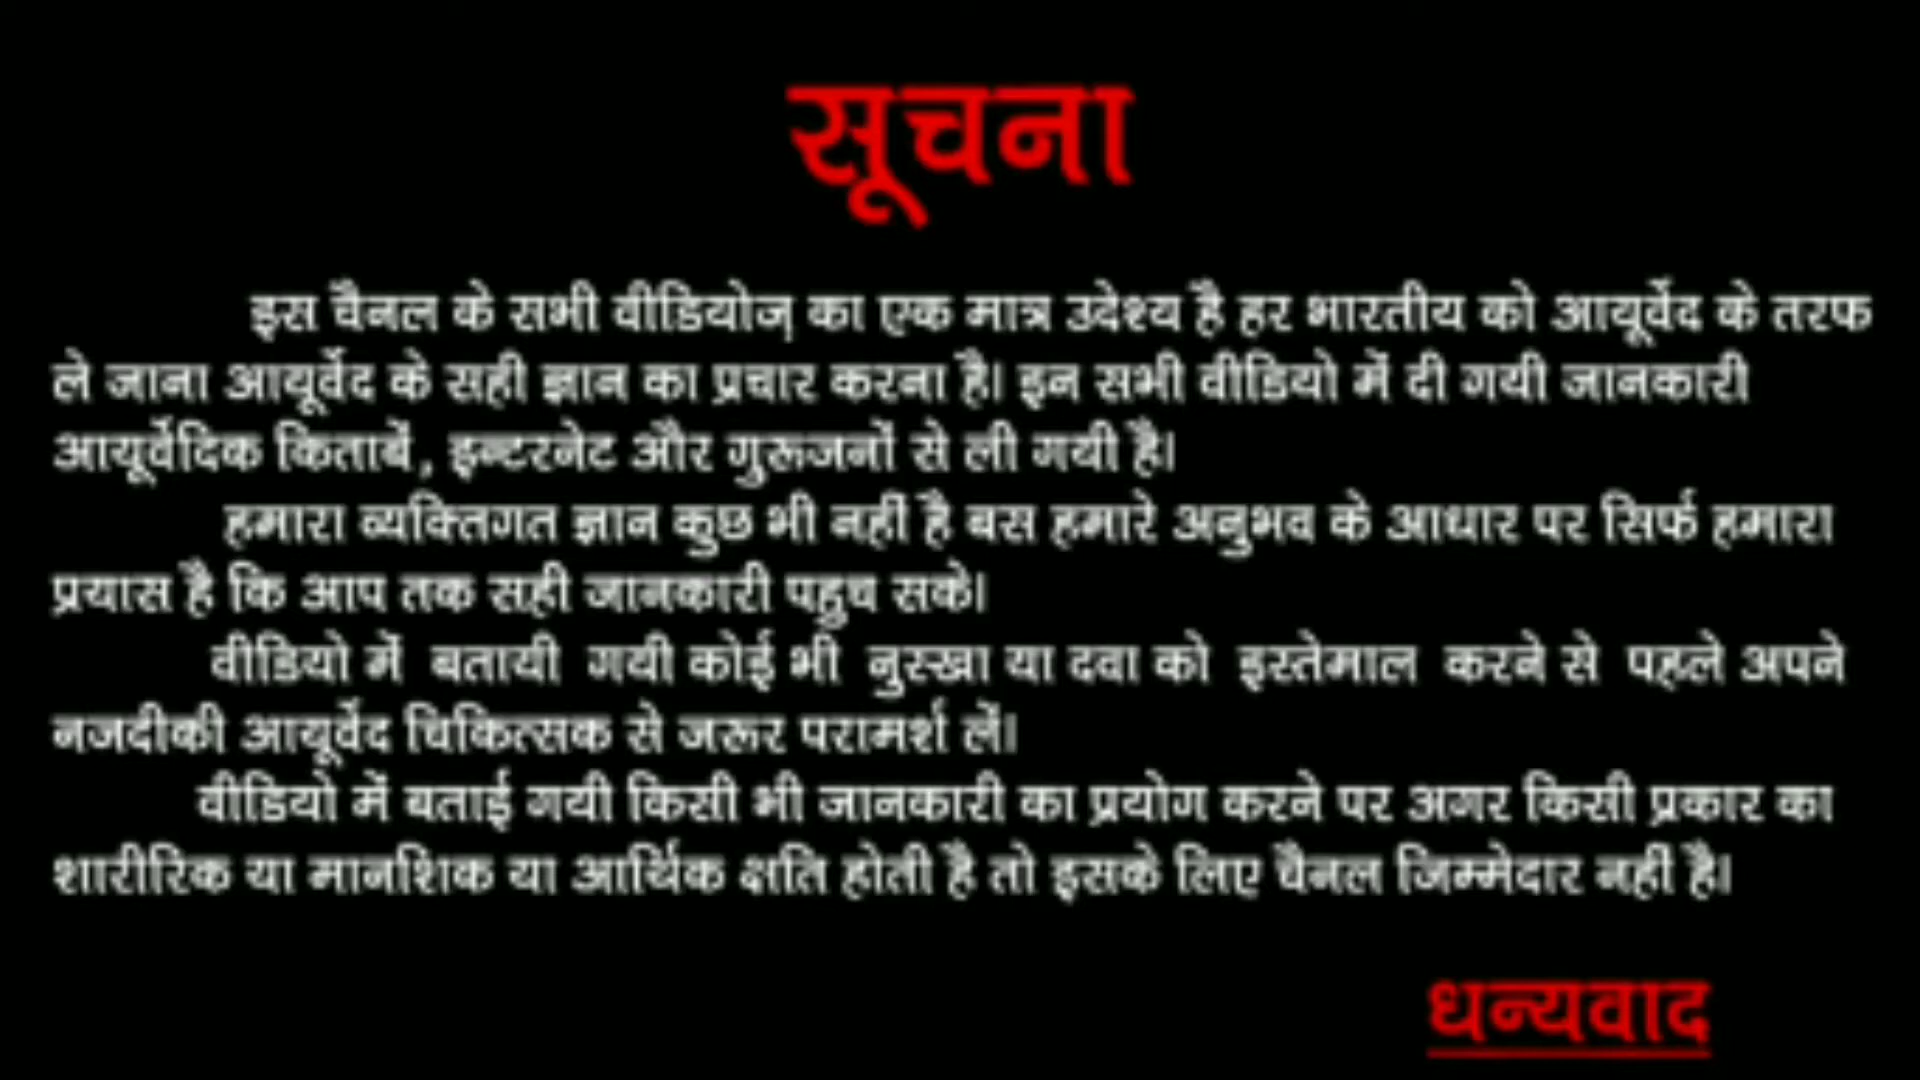 सूचना
इस चैनल के सभी वीडियोज् का एक मात्र उदेश्य है हर भारतीय को आयूर्वेद के तरफ
ले जाना आयूर्वेद के सही ज्ञान का प्रचार करना है। इन सभी वीडियो में दी गयी जानकारी
आयूर्वेदिक किताबें, इन्टरनेट और गुरूजनों से ली गयी है।
हमारा व्यक्तिगत ज्ञान कुछ भी नहीं है बस हमारे अनुभव के आधार पर सिर्फ हमारा
प्रयास है कि आप तक सही जानकारी पहुच सके।
वीडियो में बतायी गयी कोई भी नुस्खा या दवा को इस्तेमाल करने से पहले अपने
नजदीकी आयूर्वेद चिकित्सक से जरूर परामर्श लें।
वीडियो में बताई गयी किसी भी जानकारी का प्रयोग करने पर अगर किसी प्रकार का
शारीरिक या मानशिक या आर्थिक क्षति होती है तो इसके लिए चैनल जिम्मेदार नही है।
धन्यवाद